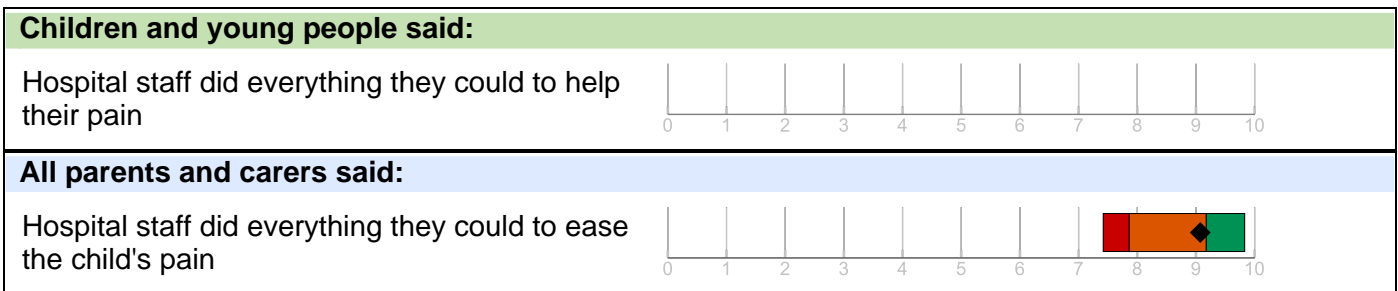 Children and young people said:
Hospital staff did everything they could to help
their pain
0 1 2 3 4 5 6 7 8 9 10
All parents and carers said:
Hospital staff did everything they could to ease
the child's pain
0 1 2 3 4 5 6 7 8 9 10